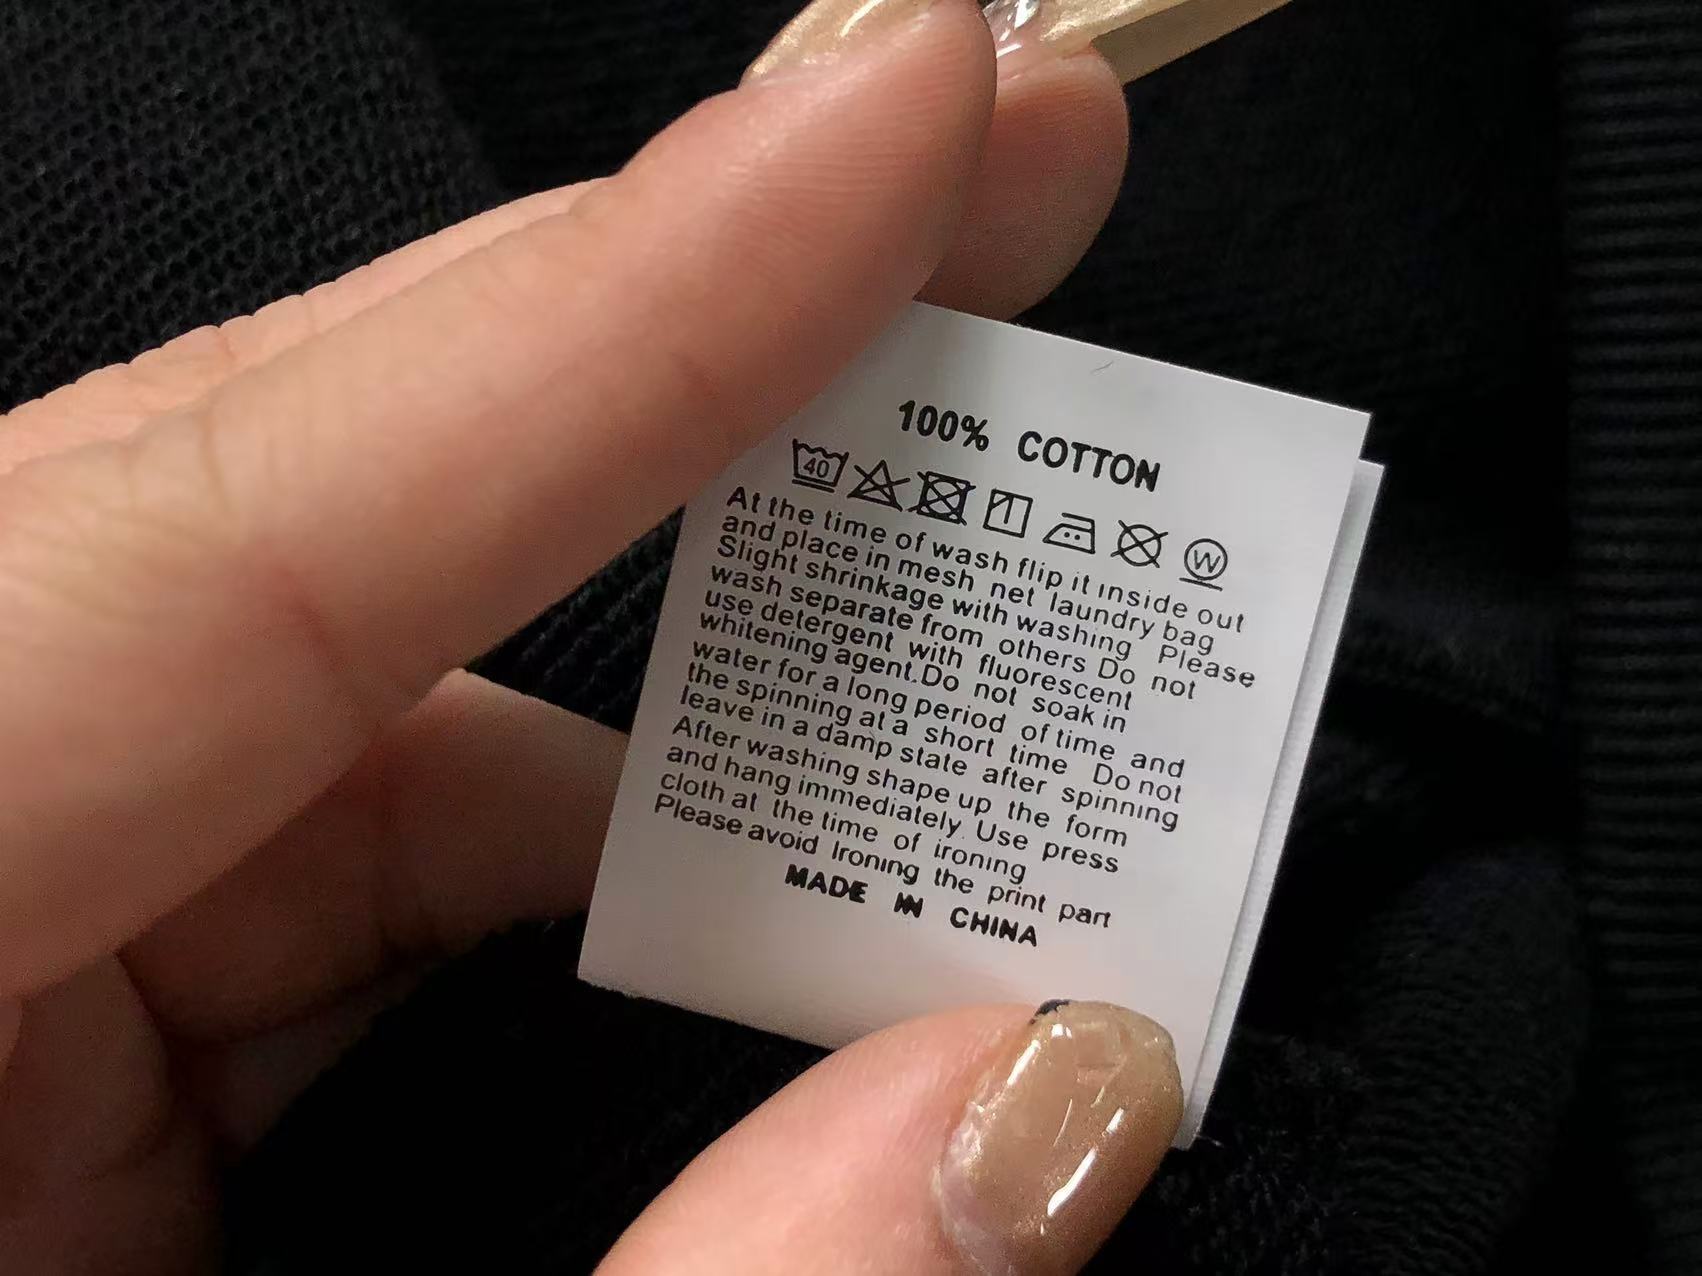 100% COTTON
40
W
At the time of wash flip it inside out
and place in mesh net laundry bag
Slight shrinkage with washing Please
wash separate from others Do not
use detergent with fluorescent
whitening agent.Do not soak in
water for a long period of time and
the spinning at a short time Do not
leave in a damp state after spinning
After washing shape up the form
and hang immediately. Use press
cloth at the time of ironing
Please avoid Ironing the print part
MADE IN CHINA